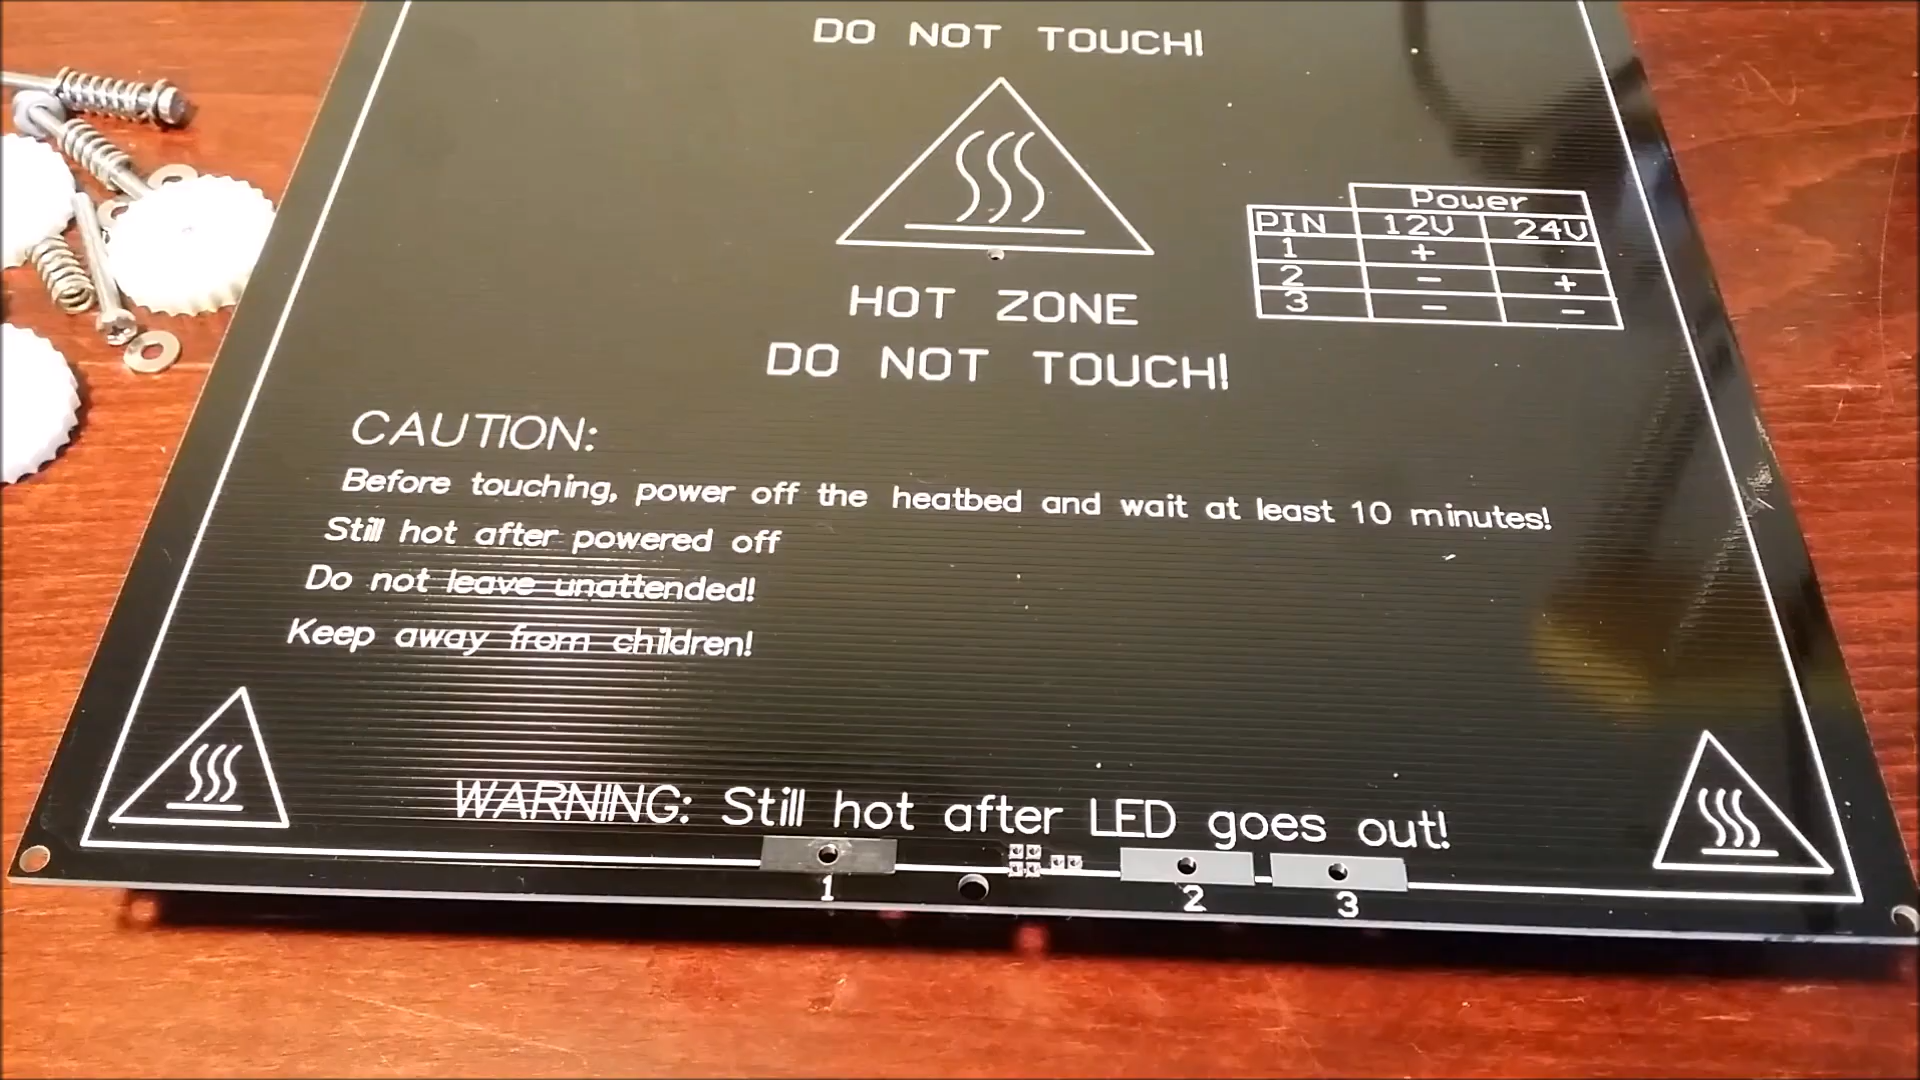 DO NOT TOUCH!
Power
PIN 12V 24V
1 +
2 - +
3 - -
HOT ZONE
DO NOT TOUCH!
CAUTION:
Before touching, power off the heatbed and wait at least 10 minutes!
Still hot after powered off
Do not leave unattended!
Keep away from children!
WARNING: Still hot after LED goes out!
1 2 3